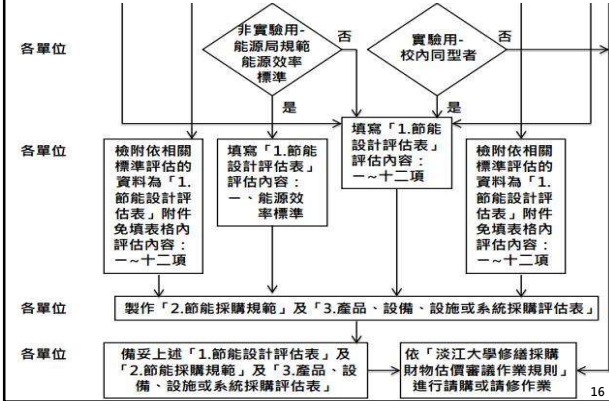 各單位
非實驗用-
能源局規範
能源效率
標準
否
實驗用-
校內同型者
否
是
是
各單位
檢附依相關
標準評估的
資料為「1.
節能設計評
估表」附件
免填表格內
評估內容：
一~十二項
填寫「1.節能
設計評估表」
評估內容：
一、能源效
率標準
填寫「1.節能
設計評估表」
評估內容：
一~十二項
檢附依相關
標準評估的
資料為「1.
節能設計評
估表」附件
免填表格內
評估內容：
一~十二項
各單位
製作「2.節能採購規範」及「3.產品、設備、設施或系統採購評估表」
各單位
備妥上述「1.節能設計評估表」及
「2.節能採購規範」及「3.產品、設
備、設施或系統採購評估表」
依「淡江大學修繕採購
財物估價審議作業規則」
進行請購或請修作業
16